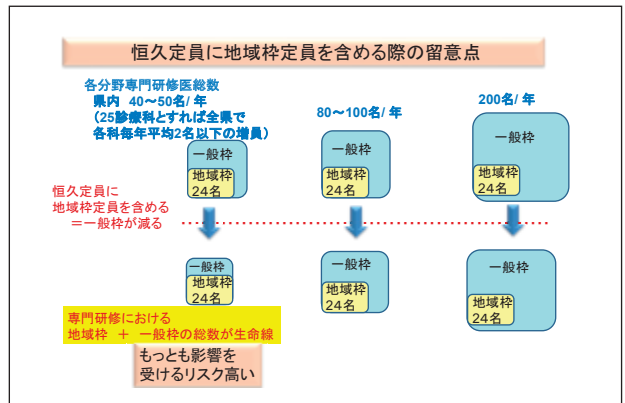 恒久定員に地域枠定員を含める際の留意点
各分野専門研修医総数
県内 40～50名/ 年
（25診療科とすれば全県で
各科毎年平均2名以下の増員）
80～100名/ 年
200名/ 年
一般枠
地域枠
24名
一般枠
地域枠
24名
一般枠
地域枠
24名
恒久定員に
地域枠定員を含める
＝一般枠が減る
一般枠
地域枠
24名
一般枠
地域枠
24名
一般枠
地域枠
24名
専門研修における
地域枠 ＋ 一般枠の総数が生命線
もっとも影響を
受けるリスク高い